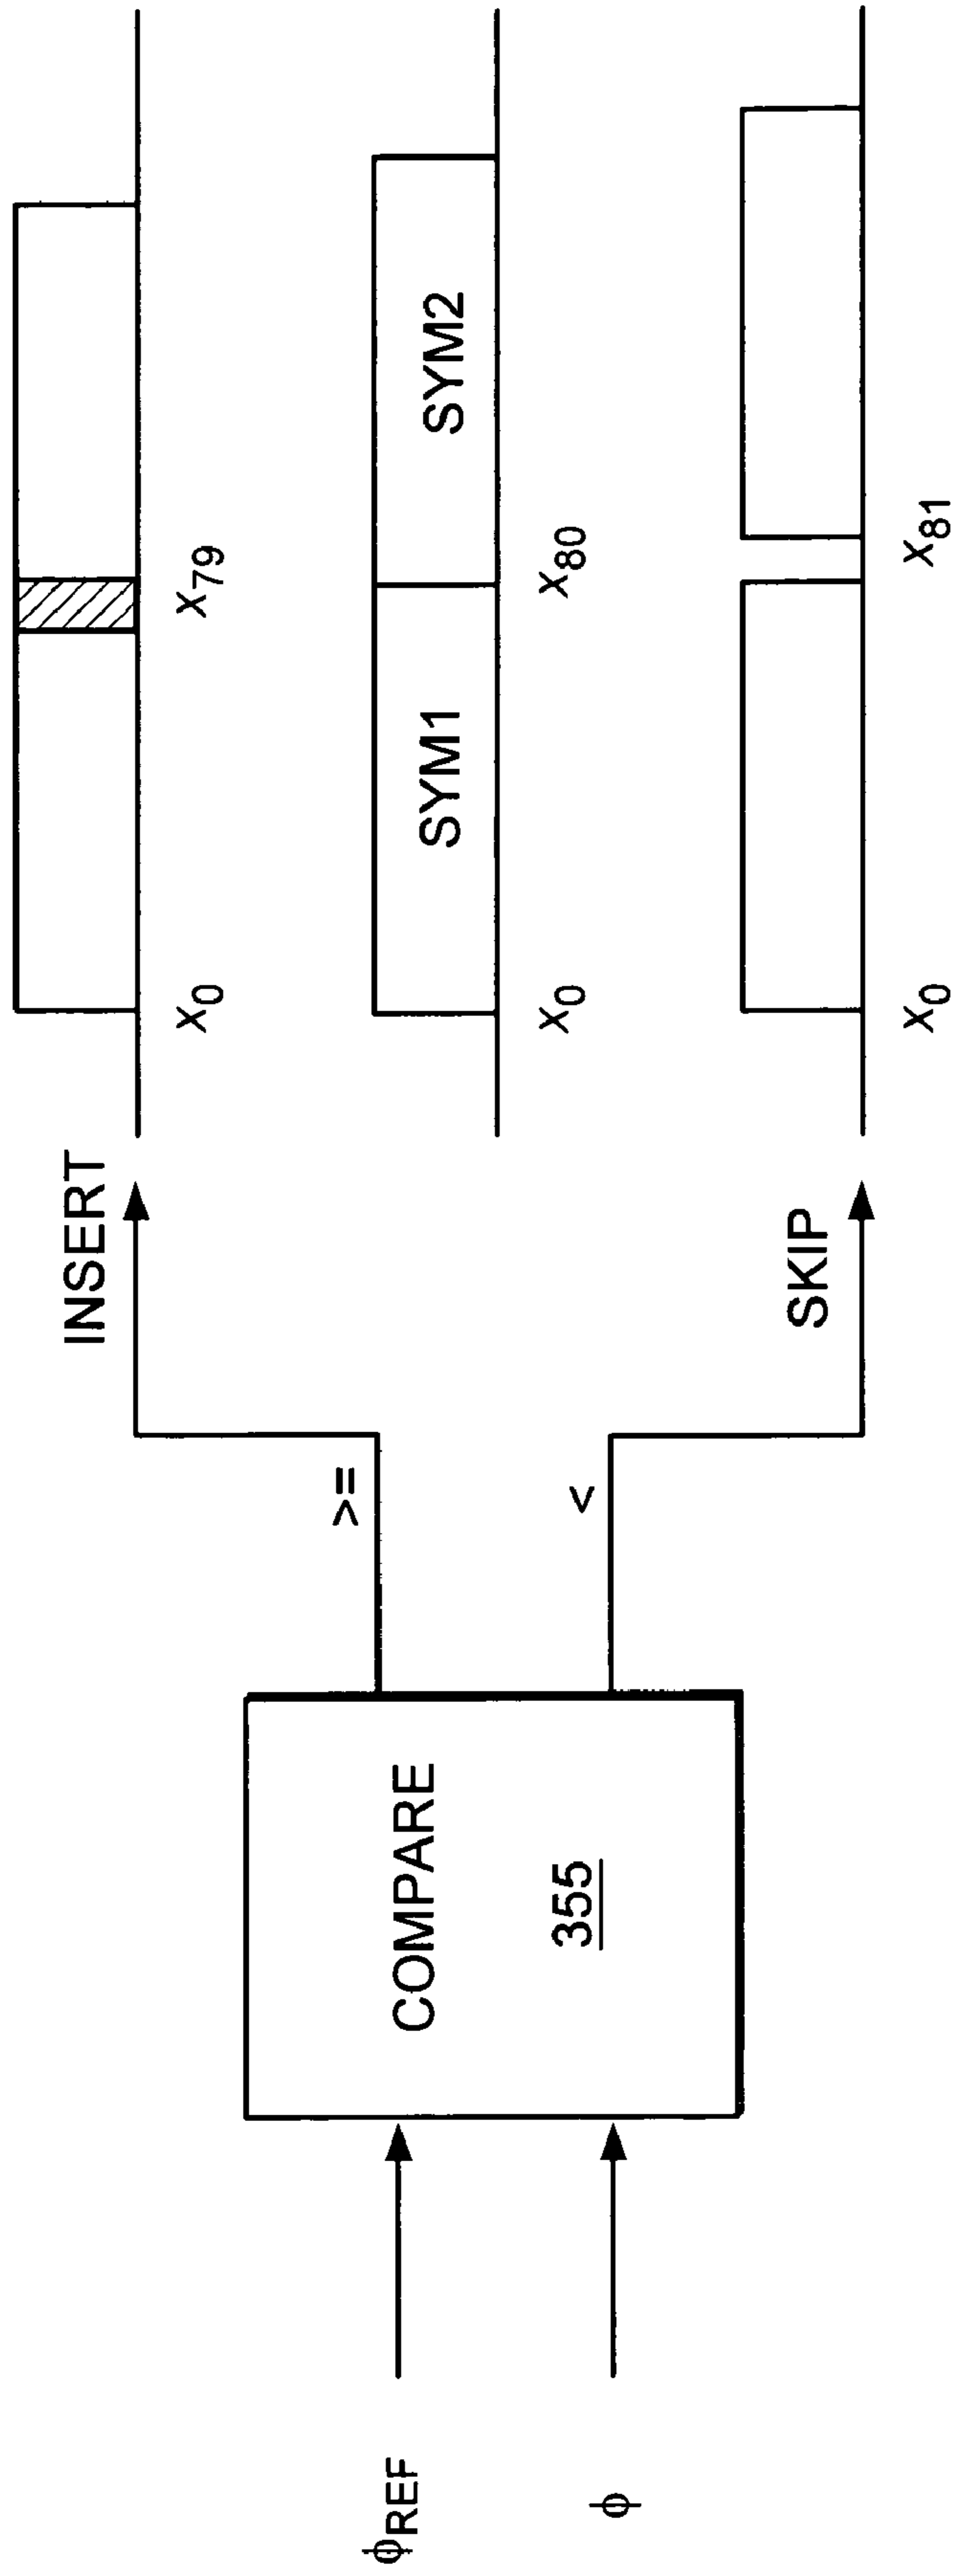 ϕREF
ϕ
COMPARE
355
>=
<
INSERT
SKIP
x0
x79
SYM1
SYM2
x0
x80
x0
x81